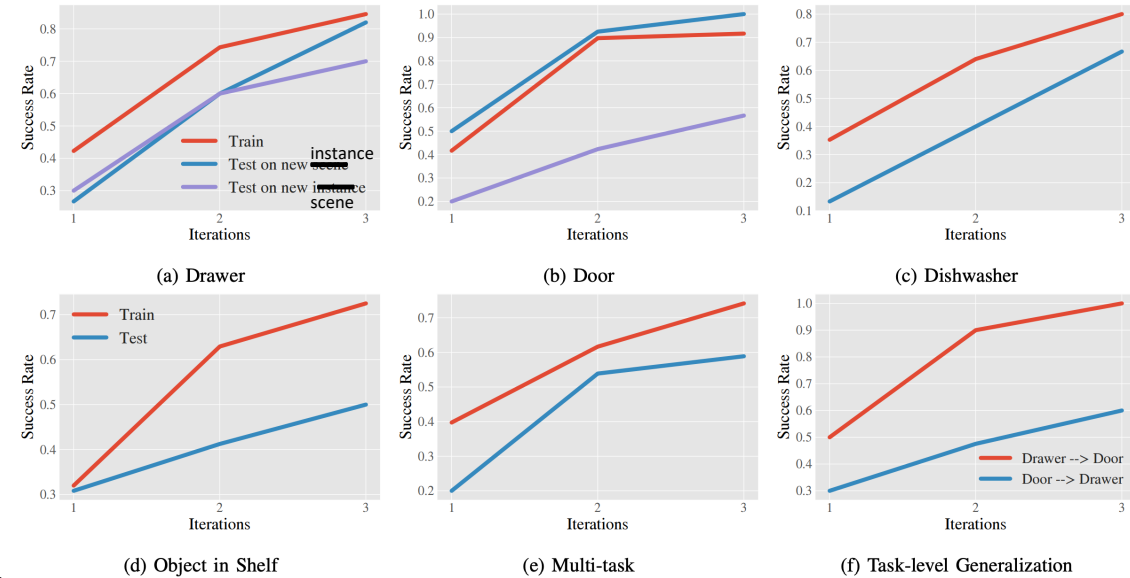 0.8
0.7
0.6
0.5
0.4
0.3
Success Rate
Train
instance
Test on new scene
Test on new instance
scene
1 2 3
Iterations
(a) Drawer
1.0
0.9
0.8
0.7
0.6
0.5
0.4
0.3
0.2
Success Rate
1 2 3
Iterations
(b) Door
0.8
0.7
0.6
0.5
0.4
0.3
0.2
0.1
Success Rate
1 2 3
Iterations
(c) Dishwasher
0.7
0.6
0.5
0.4
0.3
Success Rate
Train
Test
1 2 3
Iterations
(d) Object in Shelf
0.7
0.6
0.5
0.4
0.3
0.2
Success Rate
1 2 3
Iterations
(e) Multi-task
1.0
0.9
0.8
0.7
0.6
0.5
0.4
0.3
Success Rate
Drawer --> Door
Door --> Drawer
1 2 3
Iterations
(f) Task-level Generalization